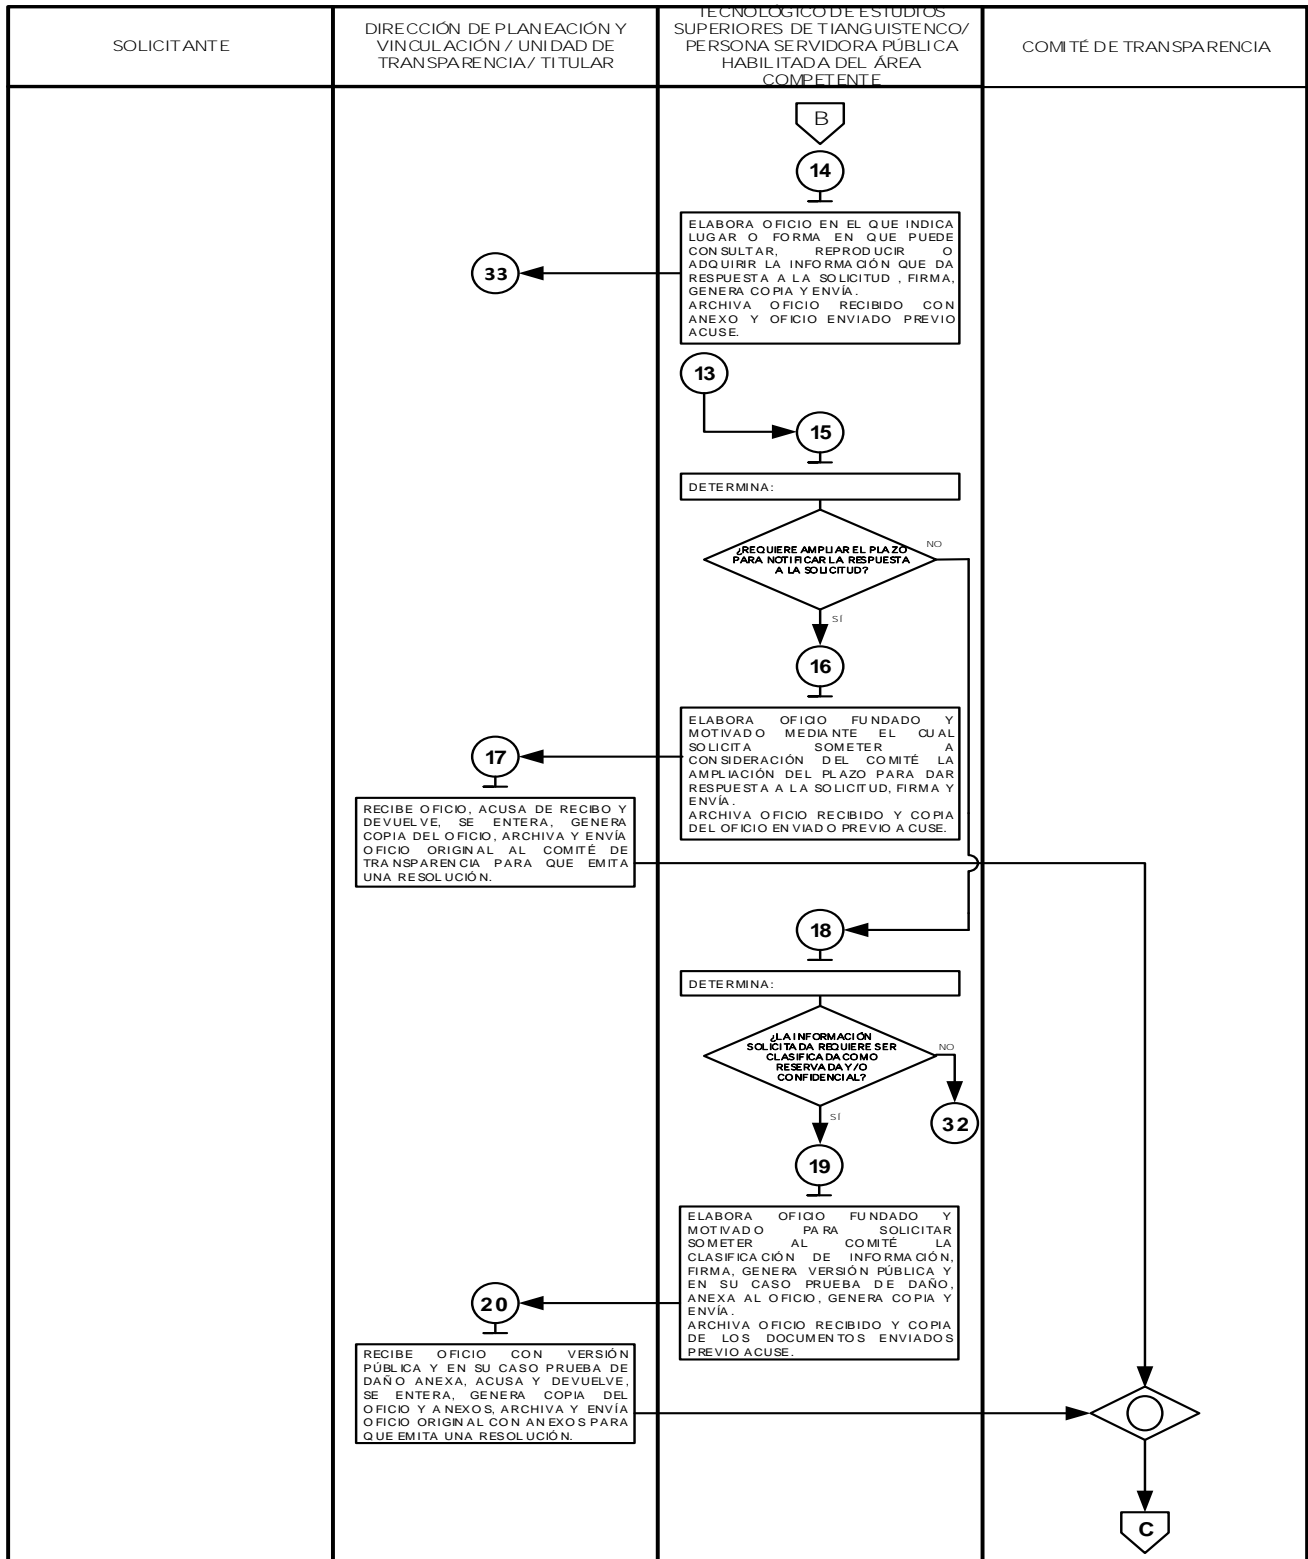 SOLICITANTE
DIRECCIÓN DE PLANEACIÓN Y
VINCULACIÓN / UNIDAD DE
TRANSPARENCIA / TITULAR
TECNOLÓGICO DE ESTUDIOS
SUPERIORES DE TIANGUISTENCO/
PERSONA SERVIDORA PÚBLICA
HABILITADA DEL ÁREA
COMPETENTE
COMITÉ DE TRANSPARENCIA
B
14
ELABORA OFICIO EN EL QUE INDICA
LUGAR O FORMA EN QUE PUEDE
CONSULTAR, REPRODUCIR O
ADQUIRIR LA INFORMACIÓN QUE DA
RESPUESTA A LA SOLICITUD , FIRMA,
GENERA COPIA Y ENVÍA.
ARCHIVA OFICIO RECIBIDO CON
ANEXO Y OFICIO ENVIADO PREVIO
ACUSE.
33
13
15
DETERMINA:
¿REQUIERE AMPLIAR EL PLAZO
PARA NOTIFICAR LA RESPUESTA
A LA SOLICITUD?
NO
SÍ
16
ELABORA OFICIO FUNDADO Y
MOTIVADO MEDIANTE EL CUAL
SOLICITA SOMETER A
CONSIDERACIÓN DEL COMITÉ LA
AMPLIACIÓN DEL PLAZO PARA DAR
RESPUESTA A LA SOLICITUD, FIRMA Y
ENVÍA.
ARCHIVA OFICIO RECIBIDO Y COPIA
DEL OFICIO ENVIADO PREVIO ACUSE.
17
RECIBE OFICIO, ACUSA DE RECIBO Y
DEVUELVE, SE ENTERA, GENERA
COPIA DEL OFICIO, ARCHIVA Y ENVÍA
OFICIO ORIGINAL AL COMITÉ DE
TRANSPARENCIA PARA QUE EMITA
UNA RESOLUCIÓN.
18
DETERMINA:
¿LA INFORMACIÓN
SOLICITADA REQUIERE SER
CLASIFICADA COMO
RESERVADA Y/O
CONFIDENCIAL?
NO
32
SÍ
19
ELABORA OFICIO FUNDADO Y
MOTIVADO PARA SOLICITAR
SOMETER AL COMITÉ LA
CLASIFICACIÓN DE INFORMACIÓN,
FIRMA, GENERA VERSIÓN PÚBLICA Y
EN SU CASO PRUEBA DE DAÑO,
ANEXA AL OFICIO, GENERA COPIA Y
ENVÍA.
ARCHIVA OFICIO RECIBIDO Y COPIA
DE LOS DOCUMENTOS ENVIADOS
PREVIO ACUSE.
20
RECIBE OFICIO CON VERSIÓN
PÚBLICA Y EN SU CASO PRUEBA DE
DAÑO ANEXA, ACUSA Y DEVUELVE,
SE ENTERA, GENERA COPIA DEL
OFICIO Y ANEXOS, ARCHIVA Y ENVÍA
OFICIO ORIGINAL CON ANEXOS PARA
QUE EMITA UNA RESOLUCIÓN.
C